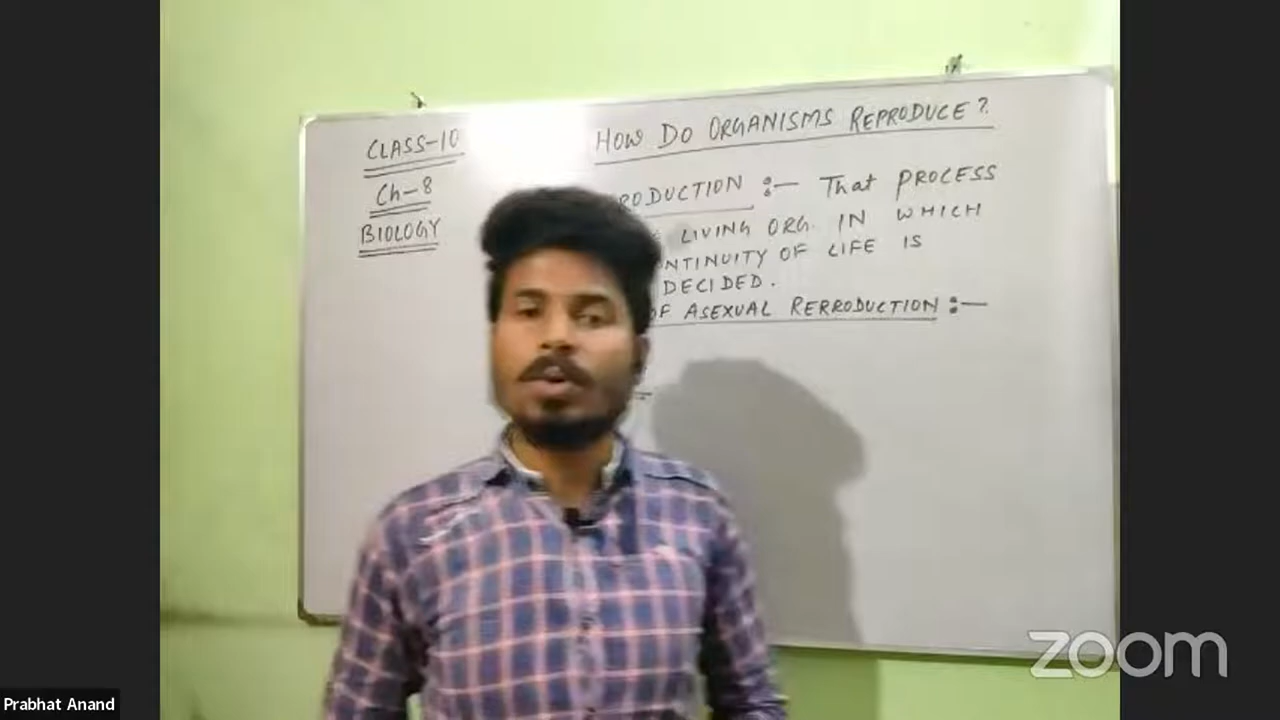 CLASS-10
Ch-8
BIOLOGY
HOW DO ORGANISMS REPRODUCE?
RODUCTION :— That PROCESS
LIVING ORG. IN WHICH
NTINUITY OF LIFE IS
DECIDED.
OF ASEXUAL RERRODUCTION :—
zoom
Prabhat Anand